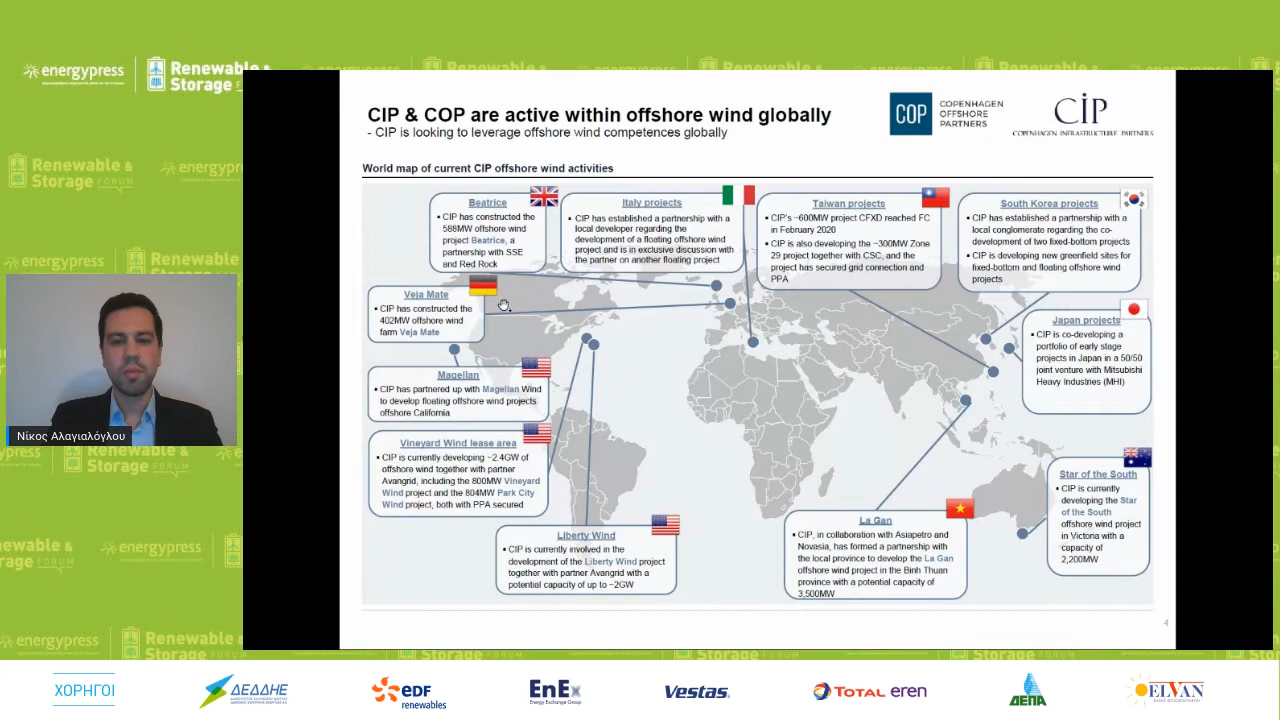 energypress
Renewable &
Storage FORUM
CIP & COP are active within offshore wind globally
- CIP is looking to leverage offshore wind competences globally
COP
COPENHAGEN
OFFSHORE
PARTNERS
CIP
COPENHAGEN INFRASTRUCTURE PARTNERS
World map of current CIP offshore wind activities
Beatrice
▪ CIP has constructed the
588MW offshore wind
project Beatrice, a
partnership with SSE
and Red Rock
Italy projects
▪ CIP has established a partnership with a
local developer regarding the
development of a floating offshore wind
project and is in exclusive discussion with
the partner on another floating project
Taiwan projects
▪ CIP's ~600MW project CFXD reached FC
in February 2020
▪ CIP is also developing the ~300MW Zone
29 project together with CSC, and the
project has secured grid connection and
PPA
South Korea projects
▪ CIP has established a partnership with a
local conglomerate regarding the co-
development of two fixed-bottom projects
▪ CIP is developing new greenfield sites for
fixed-bottom and floating offshore wind
projects
Veja Mate
▪ CIP has constructed the
402MW offshore wind
farm Veja Mate
Japan projects
▪ CIP is co-developing a
portfolio of early stage
projects in Japan in a 50/50
joint venture with Mitsubishi
Heavy Industries (MHI)
Magellan
▪ CIP has partnered up with Magellan Wind
to develop floating offshore wind projects
offshore California
Vineyard Wind lease area
▪ CIP is currently developing ~2.4GW of
offshore wind together with partner
Avangrid, including the 800MW Vineyard
Wind project and the 804MW Park City
Wind project, both with PPA secured
Star of the South
▪ CIP is currently
developing the Star
of the South
offshore wind project
in Victoria with a
capacity of
2,200MW
Liberty Wind
▪ CIP is currently involved in the
development of the Liberty Wind project
together with partner Avangrid with a
potential capacity of up to ~2GW
La Gan
▪ CIP, in collaboration with Asiapetro and
Novasia, has formed a partnership with
the local province to develop the La Gan
offshore wind project in the Binh Thuan
province with a potential capacity of
3,500MW
4
Νίκος Αλαγιαλόγλου
ΧΟΡΗΓΟΙ
ΔΕΔΔΗΕ
edf
renewables
EnEx
Energy Exchange Group
Vestas.
TOTAL eren
ΔΕΠΑ
ELVAN